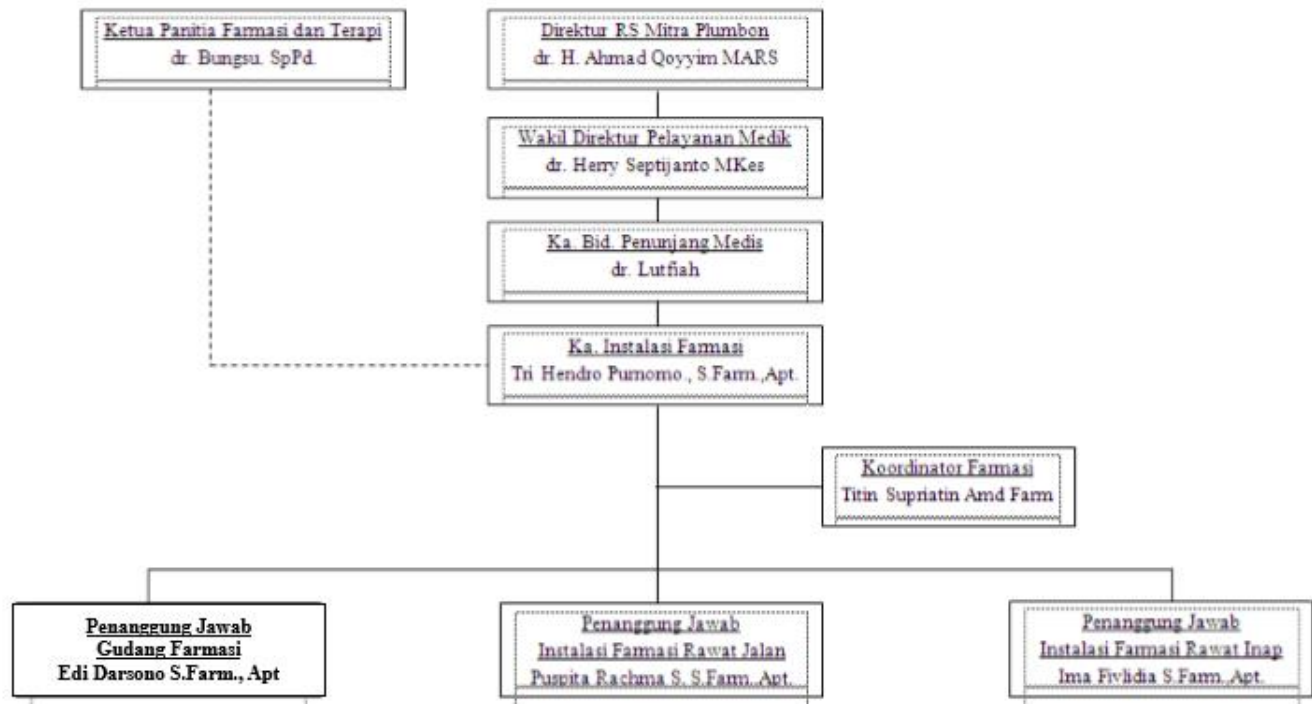 Ketua Panitia Farmasi dan Terapi
dr. Bungsu. SpPd.
Direktur RS Mitra Plumbon
dr. H. Ahmad Qoyyim MARS
Wakil Direktur Pelayanan Medik
dr. Herry Septijanto MKes
Ka. Bid. Penunjang Medis
dr. Lutfiah
Ka. Instalasi Farmasi
Tri Hendro Purnomo., S.Farm.,Apt.
Koordinator Farmasi
Titin Supriatin Amd Farm
Penanggung Jawab
Gudang Farmasi
Edi Darsono S.Farm., Apt
Penanggung Jawab
Instalasi Farmasi Rawat Jalan
Puspita Rachma S. S.Farm.,Apt.
Penanggung Jawab
Instalasi Farmasi Rawat Inap
Ima Fivlidia S.Farm.,Apt.